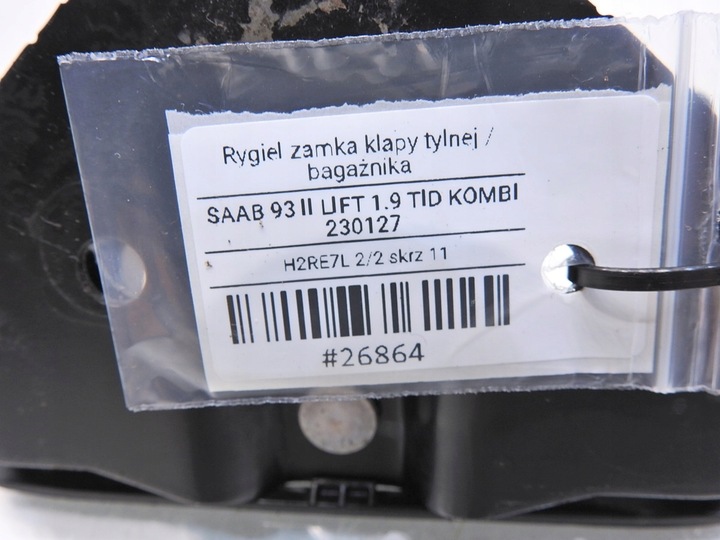 Rygiel zamka klapy tylnej /
bagażnika
SAAB 93 II LIFT 1.9 TID KOMBI
230127
H2RE7L 2/2 skrz 11
#26864